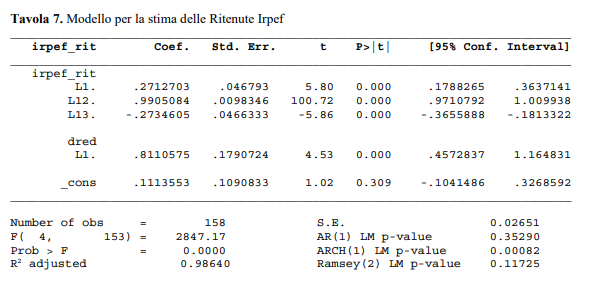 Tavola 7. Modello per la stima delle Ritenute Irpef
irpef_rit Coef. Std. Err. t P>|t| [95% Conf. Interval]
irpef_rit
L1. .2712703 .046793 5.80 0.000 .1788265 .3637141
L12. .9905084 .0098346 100.72 0.000 .9710792 1.009938
L13. -.2734605 .0466333 -5.86 0.000 -.3655888 -.1813322
dred
L1. .8110575 .1790724 4.53 0.000 .4572837 1.164831
_cons .1113553 .1090833 1.02 0.309 -.1041486 .3268592
Number of obs = 158 S.E. 0.02651
F( 4, 153) = 2847.17 AR(1) LM p-value 0.35290
Prob > F = 0.0000 ARCH(1) LM p-value 0.00082
R² adjusted 0.98640 Ramsey(2) LM p-value 0.11725